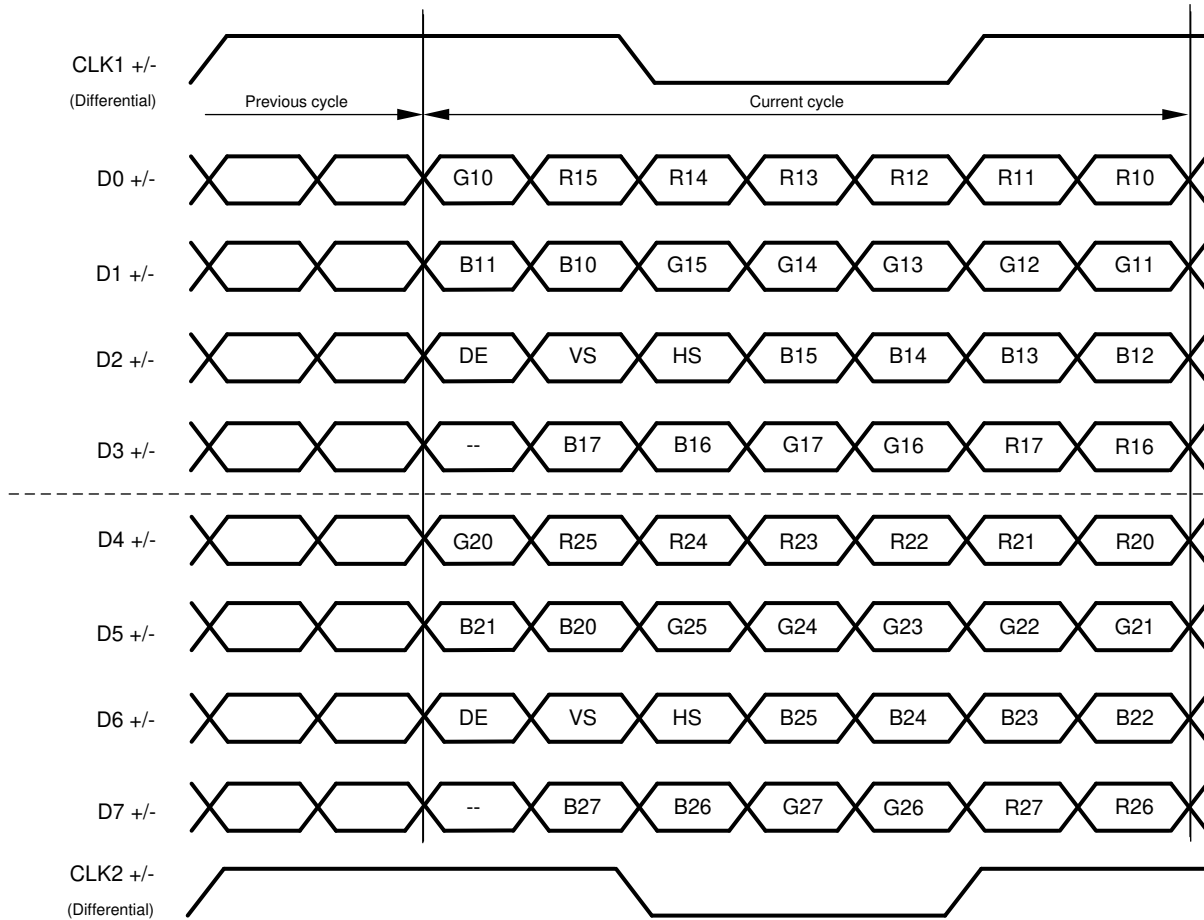 CLK1 +/-
(Differential)
Previous cycle
Current cycle
D0 +/- G10 R15 R14 R13 R12 R11 R10
D1 +/- B11 B10 G15 G14 G13 G12 G11
D2 +/- DE VS HS B15 B14 B13 B12
D3 +/- -- B17 B16 G17 G16 R17 R16
D4 +/- G20 R25 R24 R23 R22 R21 R20
D5 +/- B21 B20 G25 G24 G23 G22 G21
D6 +/- DE VS HS B25 B24 B23 B22
D7 +/- -- B27 B26 G27 G26 R27 R26
CLK2 +/-
(Differential)